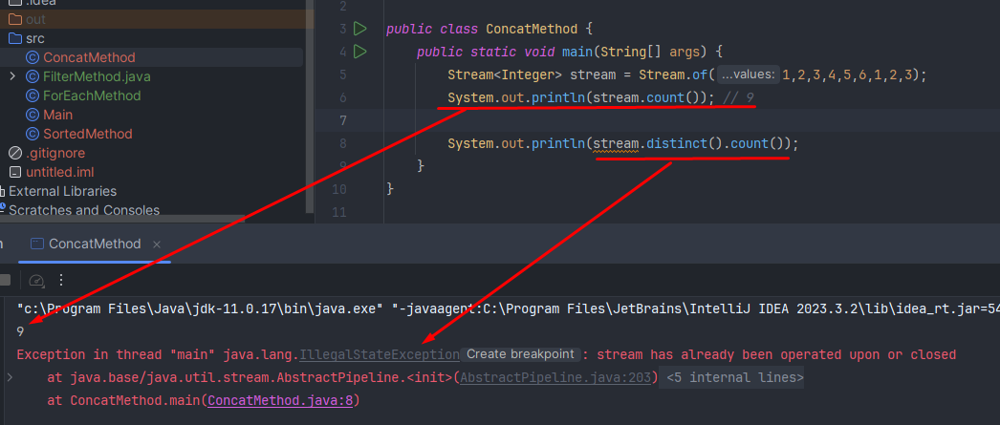 .idea
out
src
ConcatMethod
FilterMethod.java
ForEachMethod
Main
SortedMethod
.gitignore
untitled.iml
External Libraries
Scratches and Consoles
3 public class ConcatMethod {
4 public static void main(String[] args) {
5 Stream<Integer> stream = Stream.of( ...values: 1,2,3,4,5,6,1,2,3);
6 System.out.println(stream.count()); // 9
7
8 System.out.println(stream.distinct().count());
9 }
10 }
11
ConcatMethod ×
"c:\Program Files\Java\jdk-11.0.17\bin\java.exe" "-javaagent:C:\Program Files\JetBrains\IntelliJ IDEA 2023.3.2\lib\idea_rt.jar=54
9
Exception in thread "main" java.lang.IllegalStateException Create breakpoint : stream has already been operated upon or closed
at java.base/java.util.stream.AbstractPipeline.<init>(AbstractPipeline.java:203) <5 internal lines>
at ConcatMethod.main(ConcatMethod.java:8)